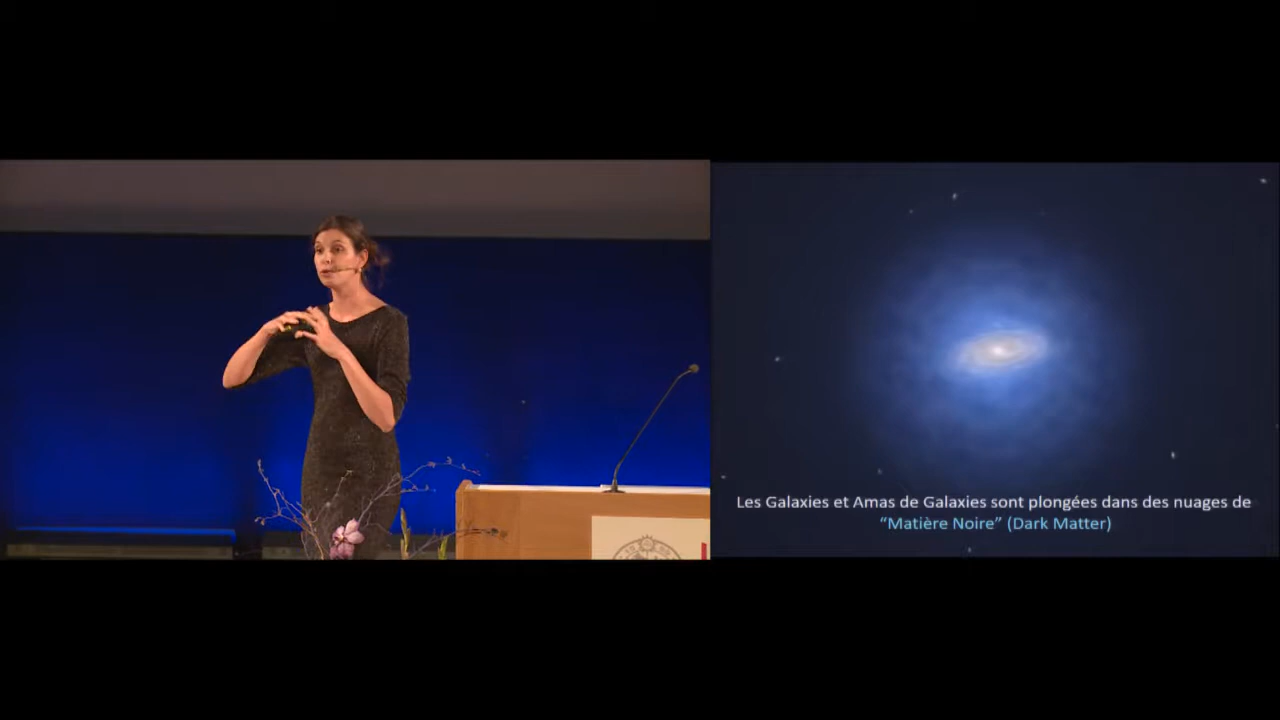 Les Galaxies et Amas de Galaxies sont plongées dans des nuages de
“Matière Noire” (Dark Matter)